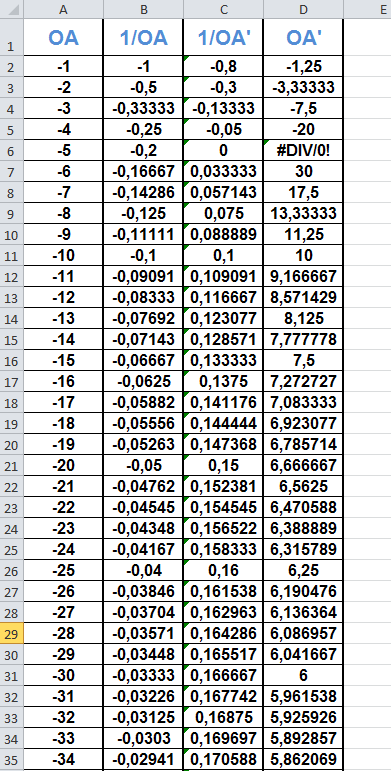 A B C D E
1 OA 1/OA 1/OA' OA'
2 -1 -1 -0,8 -1,25
3 -2 -0,5 -0,3 -3,33333
4 -3 -0,33333 -0,13333 -7,5
5 -4 -0,25 -0,05 -20
6 -5 -0,2 0 #DIV/0!
7 -6 -0,16667 0,033333 30
8 -7 -0,14286 0,057143 17,5
9 -8 -0,125 0,075 13,33333
10 -9 -0,11111 0,088889 11,25
11 -10 -0,1 0,1 10
12 -11 -0,09091 0,109091 9,166667
13 -12 -0,08333 0,116667 8,571429
14 -13 -0,07692 0,123077 8,125
15 -14 -0,07143 0,128571 7,777778
16 -15 -0,06667 0,133333 7,5
17 -16 -0,0625 0,1375 7,272727
18 -17 -0,05882 0,141176 7,083333
19 -18 -0,05556 0,144444 6,923077
20 -19 -0,05263 0,147368 6,785714
21 -20 -0,05 0,15 6,666667
22 -21 -0,04762 0,152381 6,5625
23 -22 -0,04545 0,154545 6,470588
24 -23 -0,04348 0,156522 6,388889
25 -24 -0,04167 0,158333 6,315789
26 -25 -0,04 0,16 6,25
27 -26 -0,03846 0,161538 6,190476
28 -27 -0,03704 0,162963 6,136364
29 -28 -0,03571 0,164286 6,086957
30 -29 -0,03448 0,165517 6,041667
31 -30 -0,03333 0,166667 6
32 -31 -0,03226 0,167742 5,961538
33 -32 -0,03125 0,16875 5,925926
34 -33 -0,0303 0,169697 5,892857
35 -34 -0,02941 0,170588 5,862069